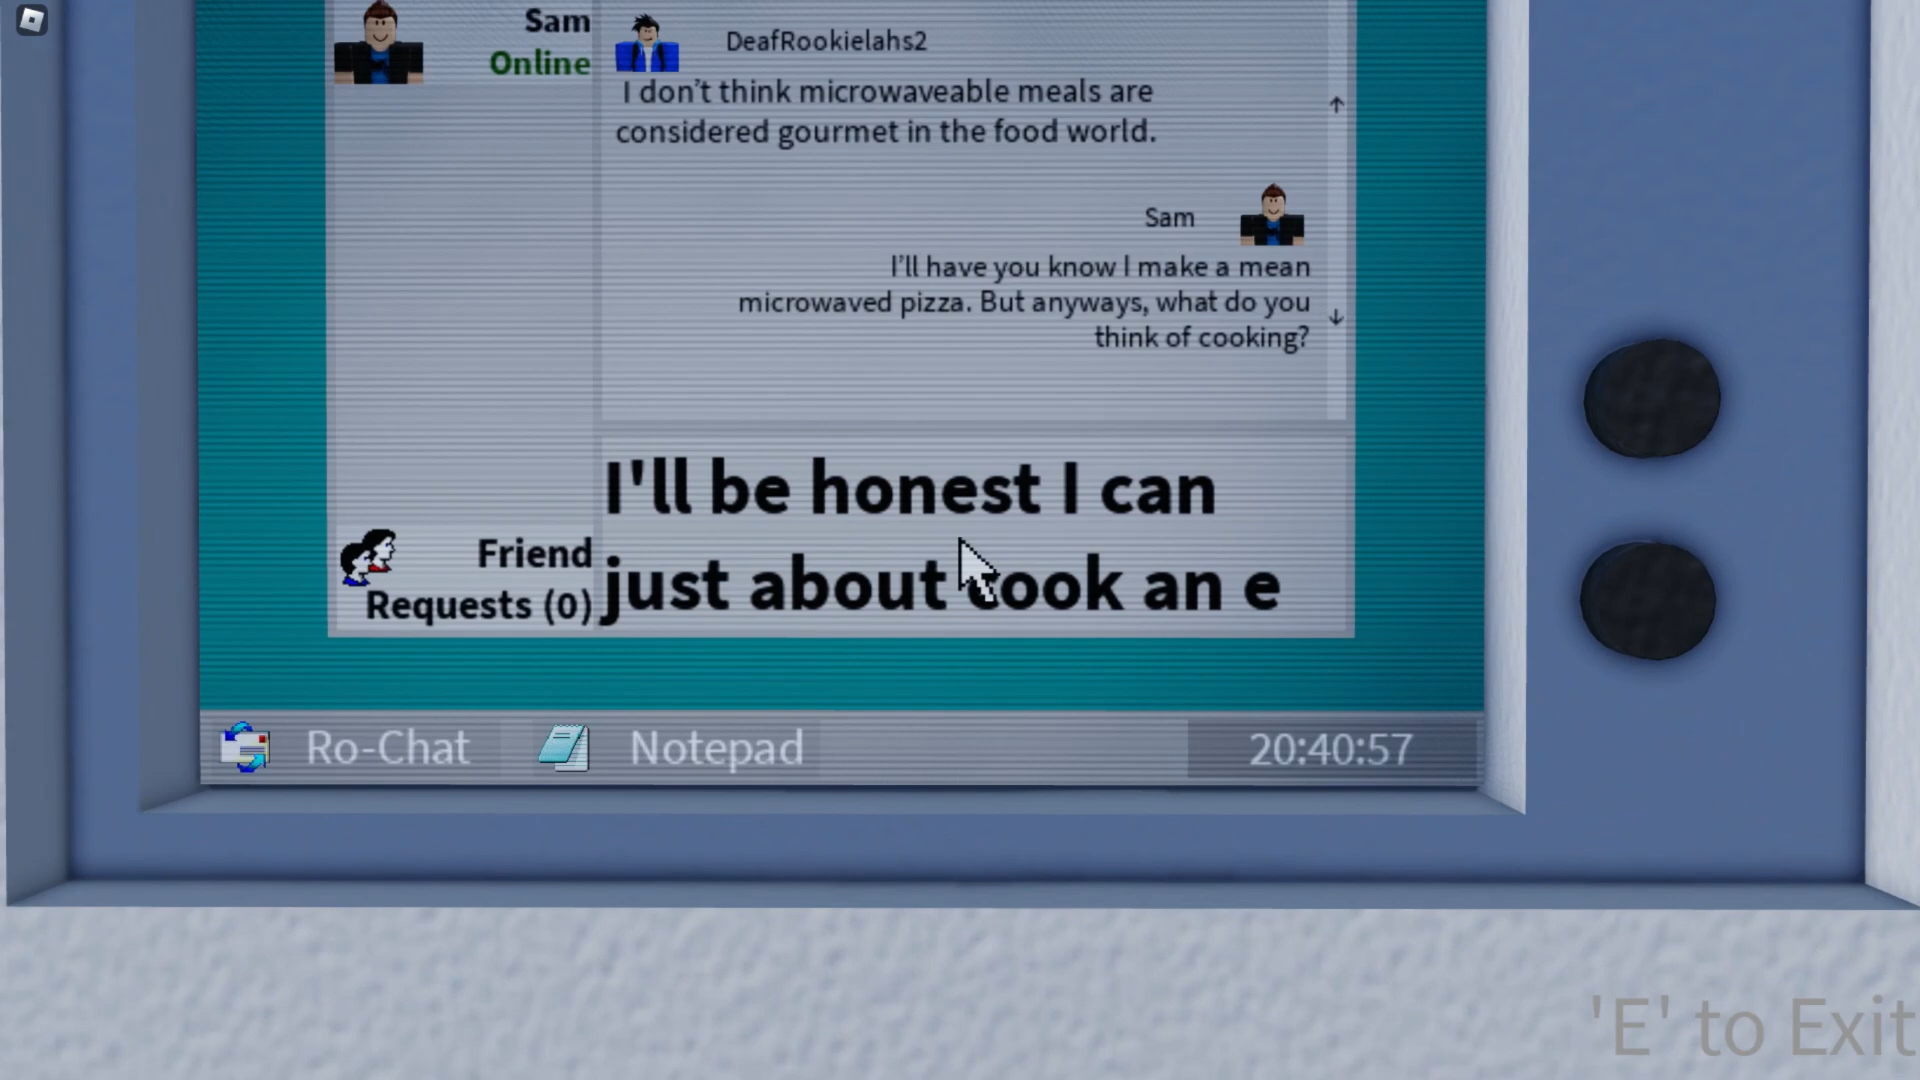 Sam
Online
DeafRookielahs2
I don't think microwaveable meals are
considered gourmet in the food world.
Sam
I'll have you know I make a mean
microwaved pizza. But anyways, what do you
think of cooking?
I'll be honest I can
just about cook an e
Friend
Requests (0)
Ro-Chat
Notepad
20:40:57
'E' to Exit